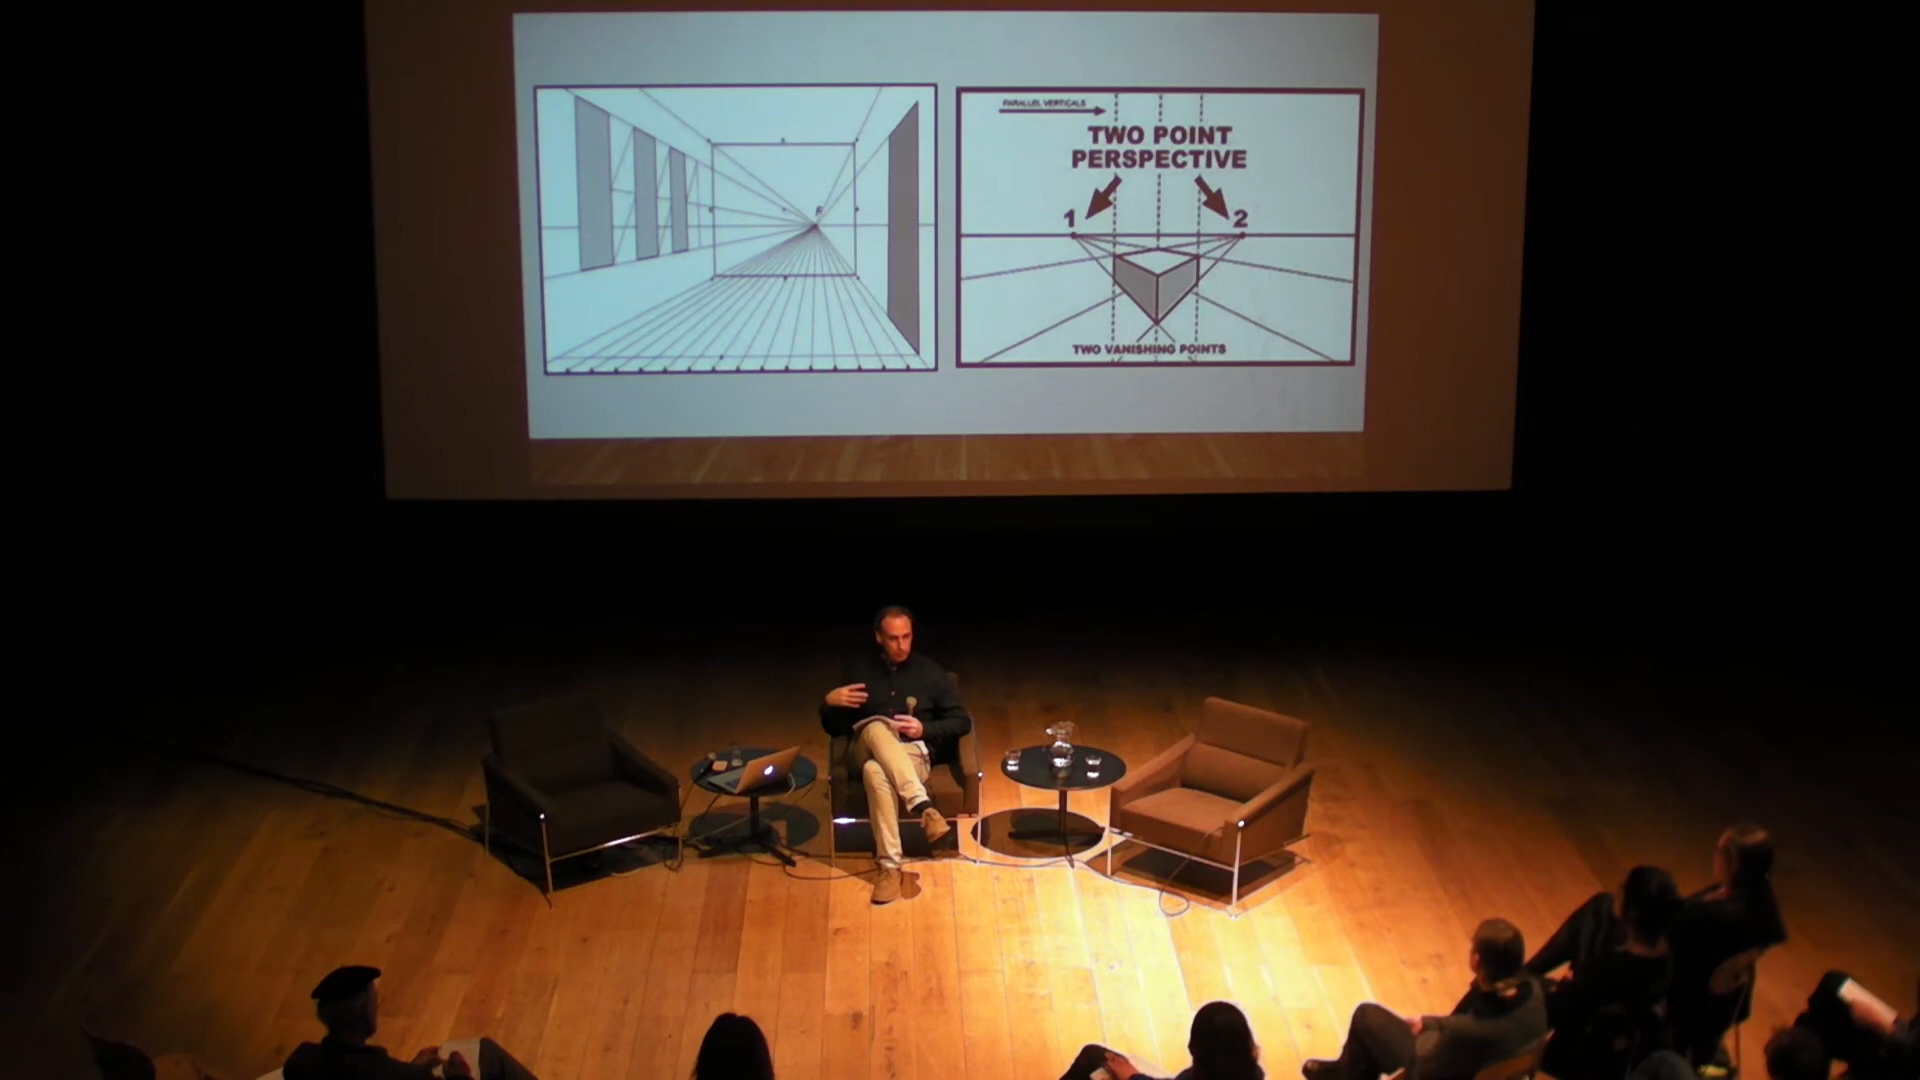 PARALLEL VERTICALS
TWO POINT
PERSPECTIVE
1
2
TWO VANISHING POINTS